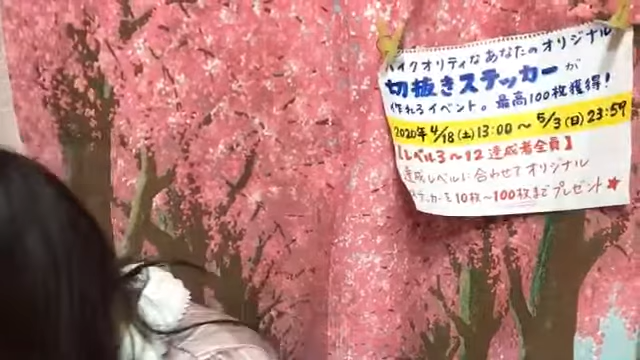 ハイクオリティなあなたのオリジナル
切抜きステッカーが
作れるイベント。最高100枚獲得!
2020年4/18(土)13:00～5/3(日)23:59
【レベル3～12達成者全員】
達成レベルに合わせてオリジナル
ステッカーを10枚～100枚までプレゼント★